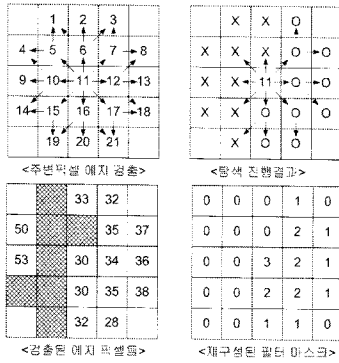 1 2 3
4 5 6 7 8
9 10 11 12 13
14 15 16 17 18
19 20 21
<주변픽셀 에지 검출>
X X O
X X X O O
X X 11 O O
X X O O O
X O O O
<탐색 진행결과>
33 32
50 35 37
53 30 34 36
30 35 38
32 28
<검출된 에지 픽셀들>
0 0 0 1 0
0 0 0 2 1
0 0 3 2 1
0 0 2 2 1
0 0 1 1 0
<재구성된 필터 마스크>